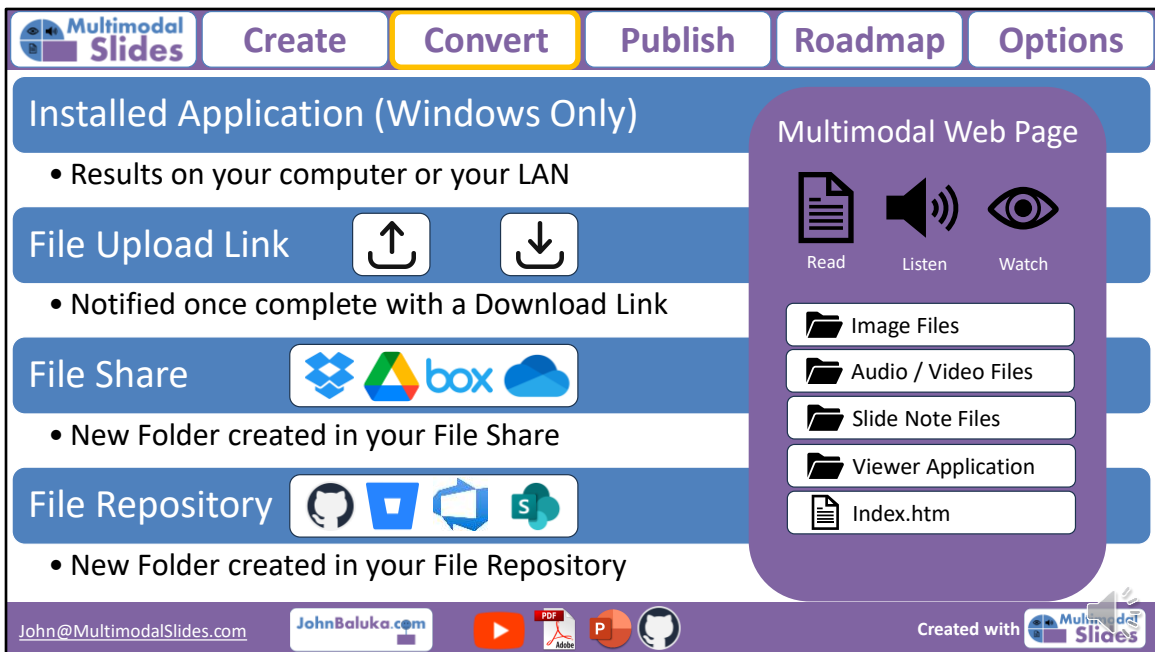 Multimodal
Slides
Create
Convert
Publish
Roadmap
Options
Installed Application (Windows Only)
• Results on your computer or your LAN
File Upload Link
• Notified once complete with a Download Link
File Share
box
• New Folder created in your File Share
File Repository
S
• New Folder created in your File Repository
Multimodal Web Page
Read
Listen
Watch
Image Files
Audio / Video Files
Slide Note Files
Viewer Application
Index.htm
John@MultimodalSlides.com
JohnBaluka.com
PDF
Adobe
P
Created with
Multimodal
Slides